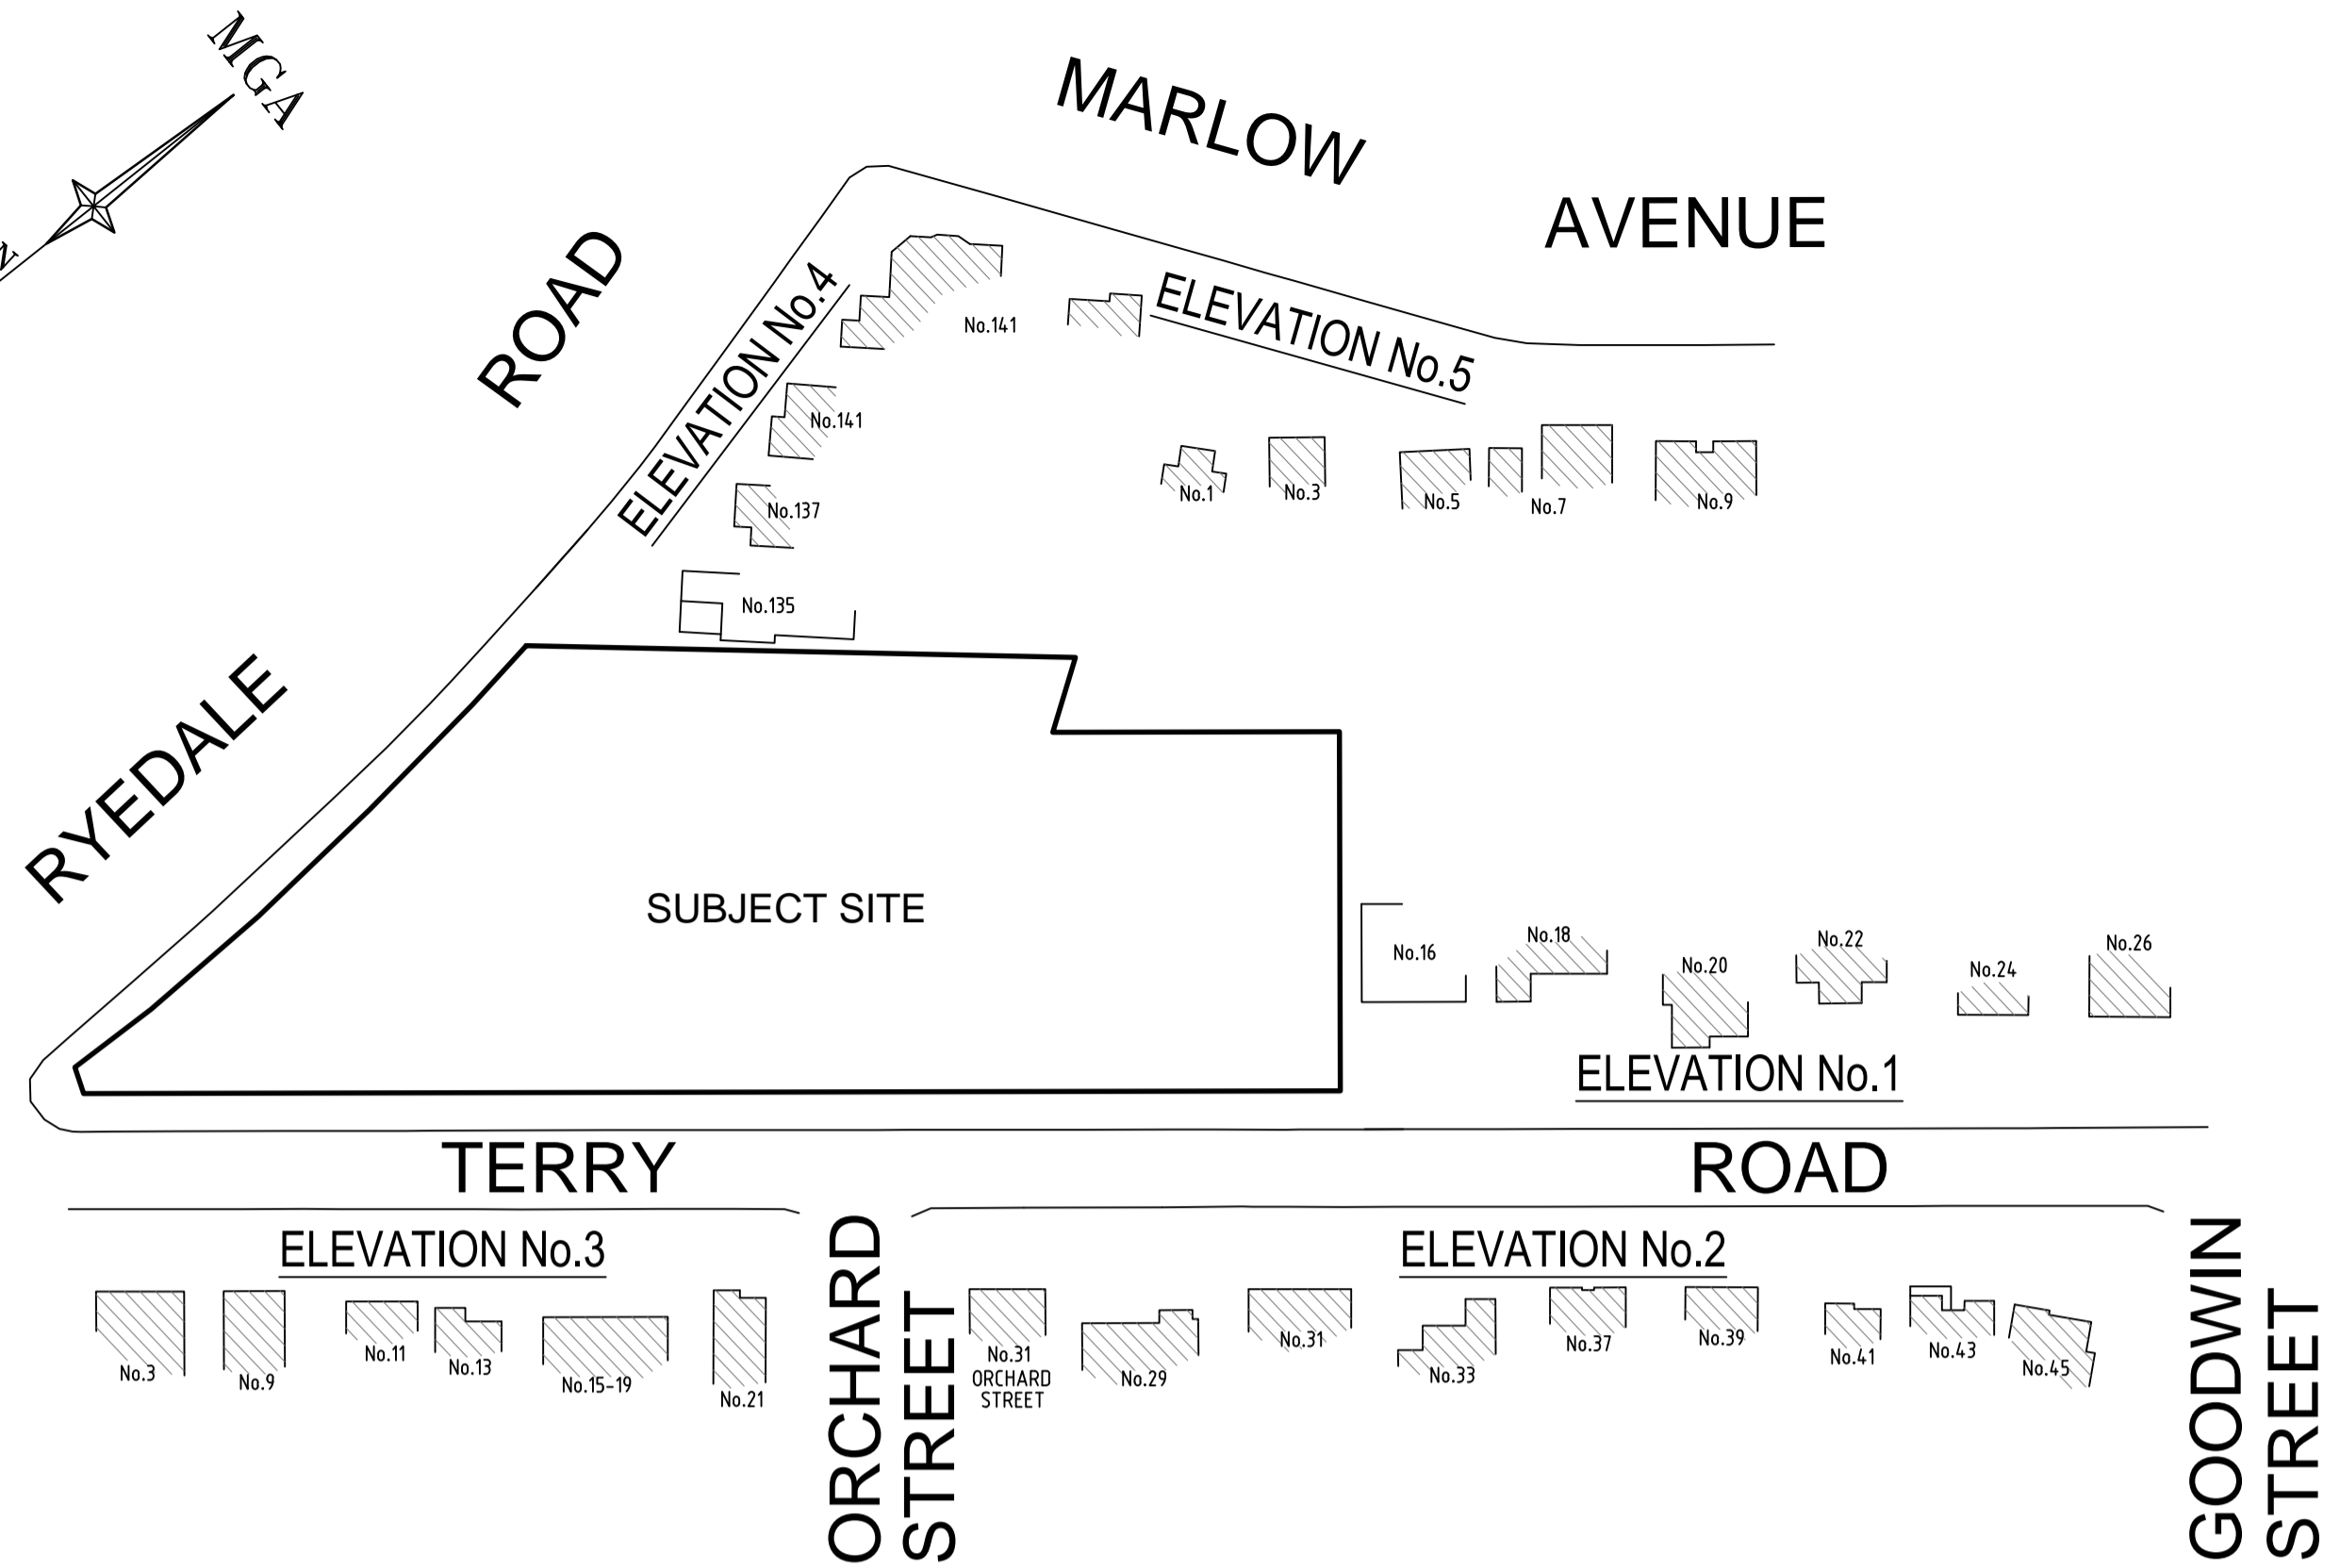 MGA
MARLOW
AVENUE
ROAD
ELEVATION No.4
ELEVATION No.5
No.141
No.141
No.137
No.135
No.1
No.3
No.5
No.7
No.9
RYEDALE
SUBJECT SITE
No.16
No.18
No.20
No.22
No.24
No.26
ELEVATION No.1
TERRY
ROAD
ELEVATION No.3
ELEVATION No.2
No.3
No.9
No.11
No.13
No.15-19
No.21
ORCHARD
STREET
No.31
ORCHARD
STREET
No.29
No.31
No.33
No.37
No.39
No.41
No.43
No.45
GOODWIN
STREET